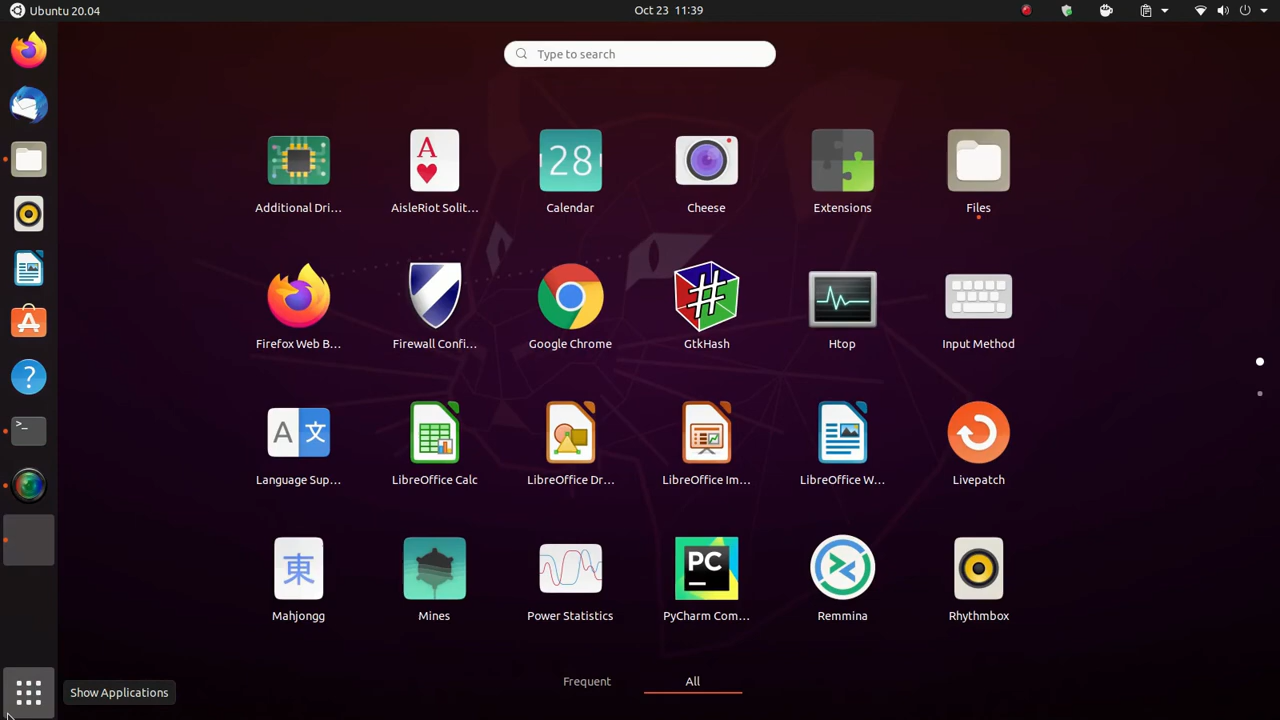 Ubuntu 20.04
Oct 23 11:39
Type to search
A
28
Additional Dri...
AisleRiot Solit...
Calendar
Cheese
Extensions
Files
#
Firefox Web B...
Firewall Confi...
Google Chrome
GtkHash
Htop
Input Method
A 文
Language Sup...
LibreOffice Calc
LibreOffice Dr...
LibreOffice Im...
LibreOffice W...
Livepatch
?
>_
東
PC
Mahjongg
Mines
Power Statistics
PyCharm Com...
Remmina
Rhythmbox
Frequent
All
Show Applications